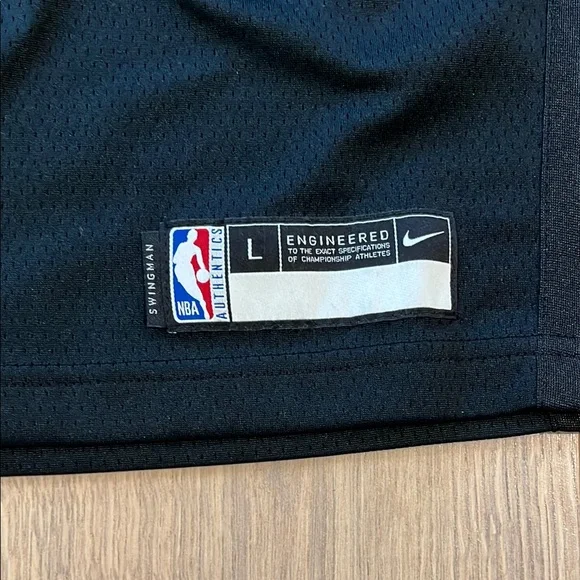 SWINGMAN
NBA
AUTHENTICS
L
ENGINEERED
TO THE EXACT SPECIFICATIONS
OF CHAMPIONSHIP ATHLETES